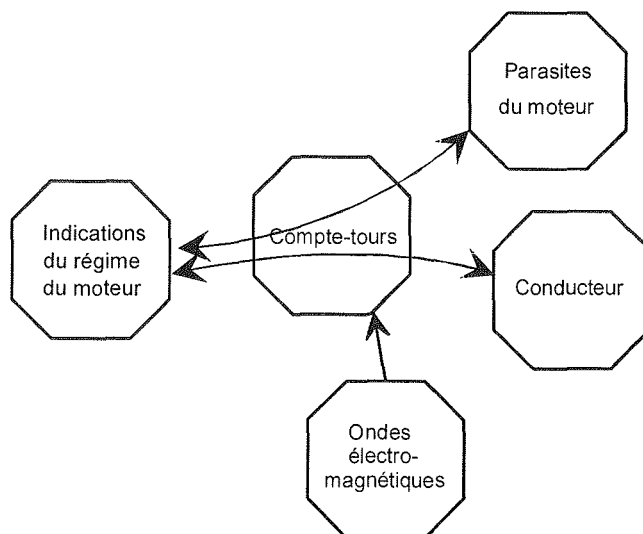 Parasites
du moteur
Indications
du régime
du moteur
Compte-tours
Conducteur
Ondes
électro-
magnétiques